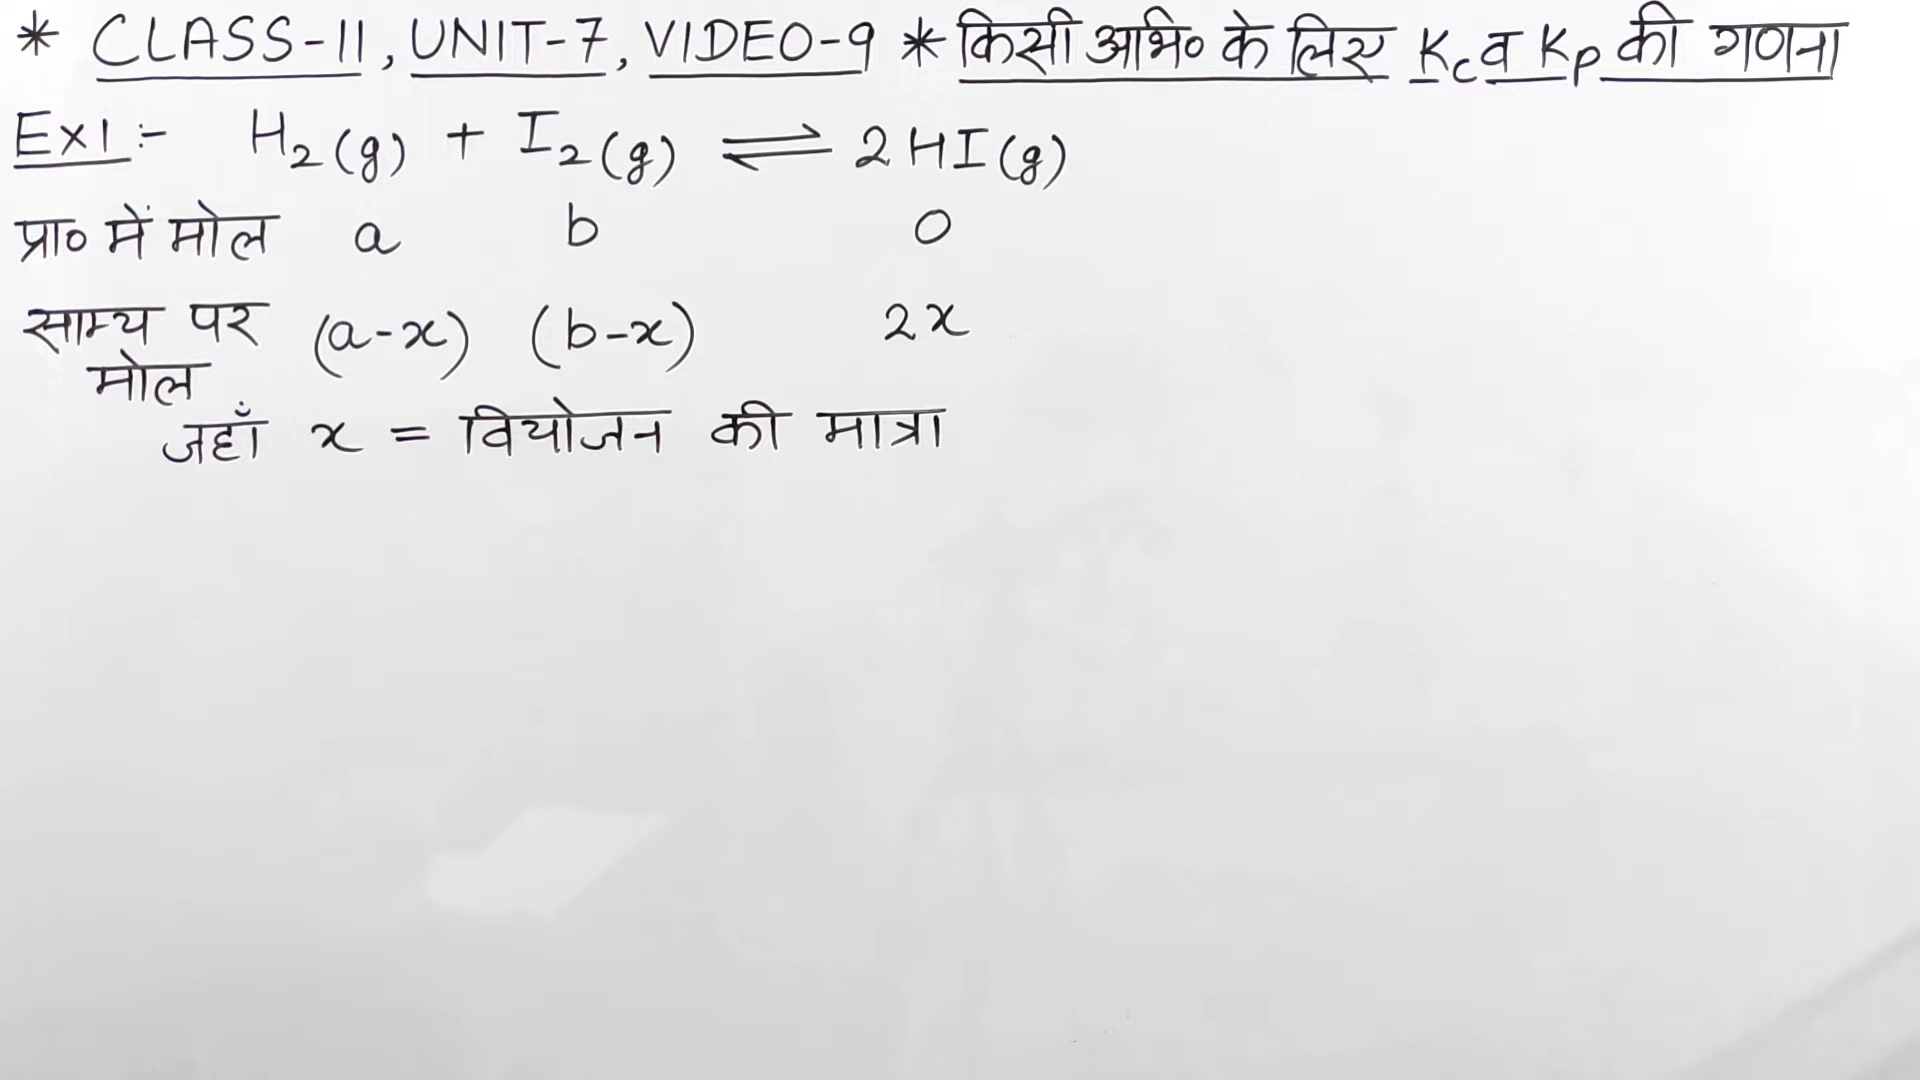 * CLASS-11, UNIT-7, VIDEO-9 * किसी अभि० के लिए Kc व Kp की गणना
Ex1:- H₂(g) + I₂(g) ⇌ 2HI(g)
प्रा० में मोल a b 0
साम्य पर मोल (a-x) (b-x) 2x
जहाँ x = वियोजन की मात्रा